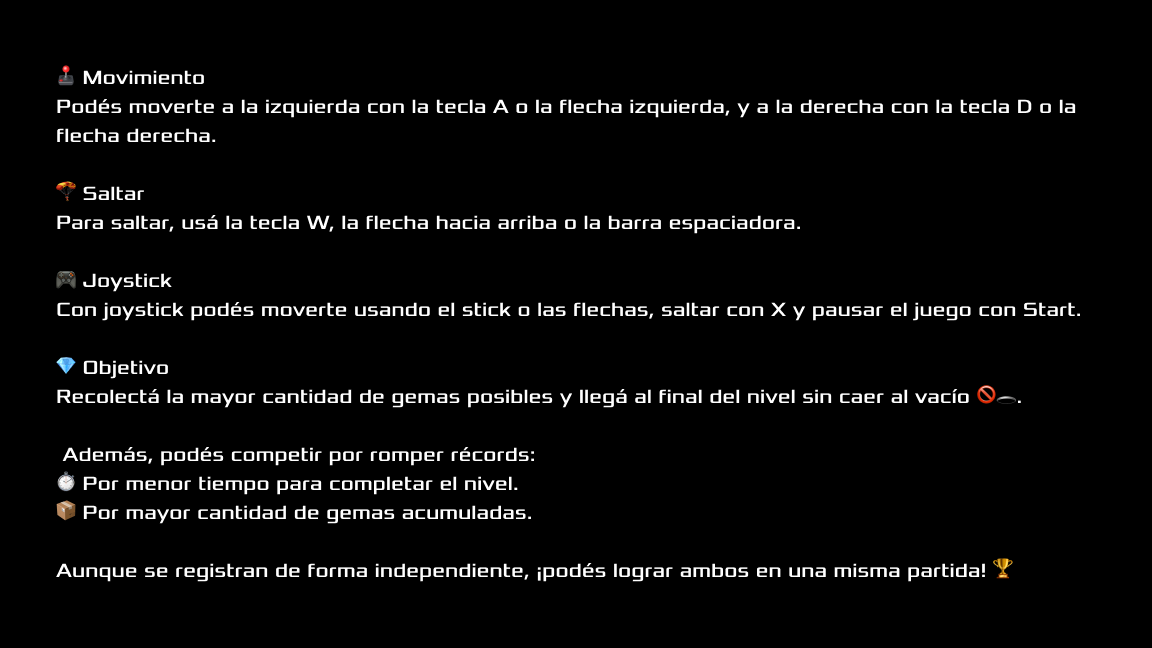 🕹️ Movimiento
Podés moverte a la izquierda con la tecla A o la flecha izquierda, y a la derecha con la tecla D o la
flecha derecha.
🪂 Saltar
Para saltar, usá la tecla W, la flecha hacia arriba o la barra espaciadora.
🎮 Joystick
Con joystick podés moverte usando el stick o las flechas, saltar con X y pausar el juego con Start.
💎 Objetivo
Recolectá la mayor cantidad de gemas posibles y llegá al final del nivel sin caer al vacío 🚫🕳️.
Además, podés competir por romper récords:
⏱️ Por menor tiempo para completar el nivel.
📦 Por mayor cantidad de gemas acumuladas.
Aunque se registran de forma independiente, ¡podés lograr ambos en una misma partida! 🏆